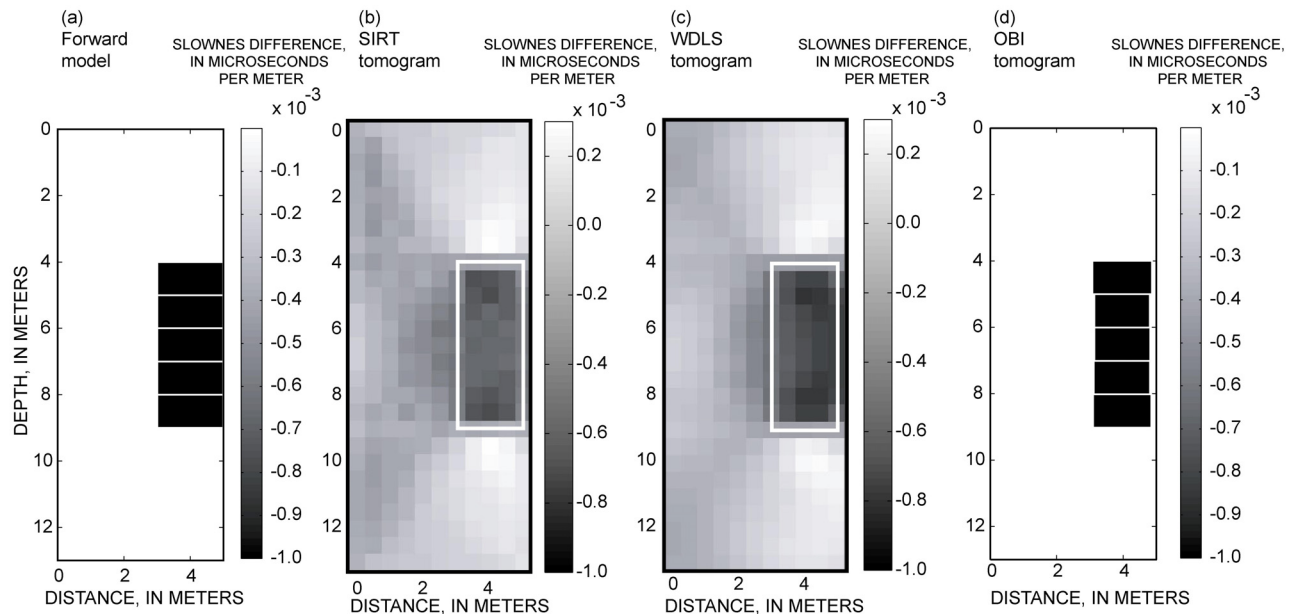 (a)
Forward
model
SLOWNES DIFFERENCE,
IN MICROSECONDS
PER METER
x 10-3
0
2
4
6
8
10
12
DEPTH, IN METERS
0 2 4
DISTANCE, IN METERS
-0.1
-0.2
-0.3
-0.4
-0.5
-0.6
-0.7
-0.8
-0.9
-1.0
(b)
SIRT
tomogram
SLOWNES DIFFERENCE,
IN MICROSECONDS
PER METER
x 10-3
0
2
4
6
8
10
12
0 2 4
DISTANCE, IN METERS
0.2
0.0
-0.2
-0.4
-0.6
-0.8
-1.0
(c)
WDLS
tomogram
SLOWNES DIFFERENCE,
IN MICROSECONDS
PER METER
x 10-3
0
2
4
6
8
10
12
0 2 4
DISTANCE, IN METERS
0.2
0.0
-0.2
-0.4
-0.6
-0.8
-1.0
(d)
OBI
tomogram
SLOWNES DIFFERENCE,
IN MICROSECONDS
PER METER
x 10-3
0
2
4
6
8
10
12
0 2 4
DISTANCE, IN METERS
-0.1
-0.2
-0.3
-0.4
-0.5
-0.6
-0.7
-0.8
-0.9
-1.0